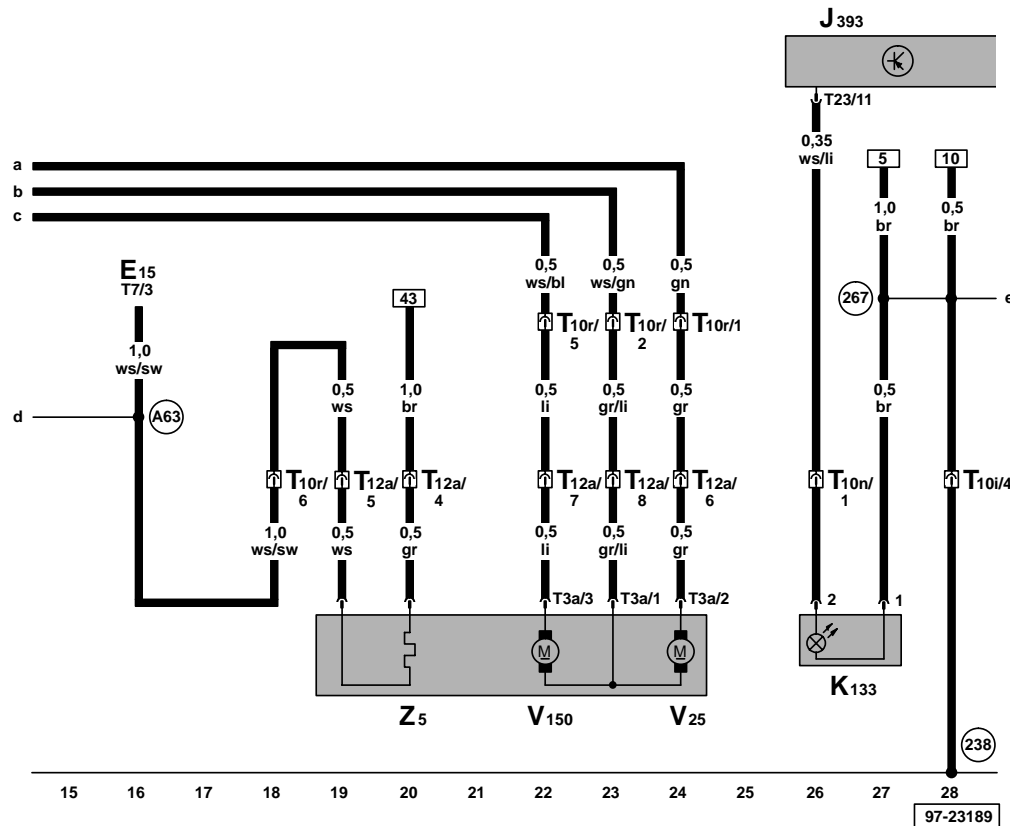 J 393
T23/11
0,35
ws/li
a
b
c
5
10
1,0
br
0,5
br
E15
T7/3
43
0,5
ws/bl
0,5
ws/gn
0,5
gn
267
e
T10r/
5
T10r/
2
T10r/1
1,0
ws/sw
0,5
ws
1,0
br
0,5
li
0,5
gr/li
0,5
gr
0,5
br
d
A63
T10r/
6
T12a/
5
T12a/
4
T12a/
7
T12a/
8
T12a/
6
T10n/
1
T10i/4
1,0
ws/sw
0,5
ws
0,5
gr
0,5
li
0,5
gr/li
0,5
gr
T3a/3
T3a/1
T3a/2
2
1
M
M
K133
Z5
V150
V25
238
15 16 17 18 19 20 21 22 23 24 25 26 27 28
97-23189